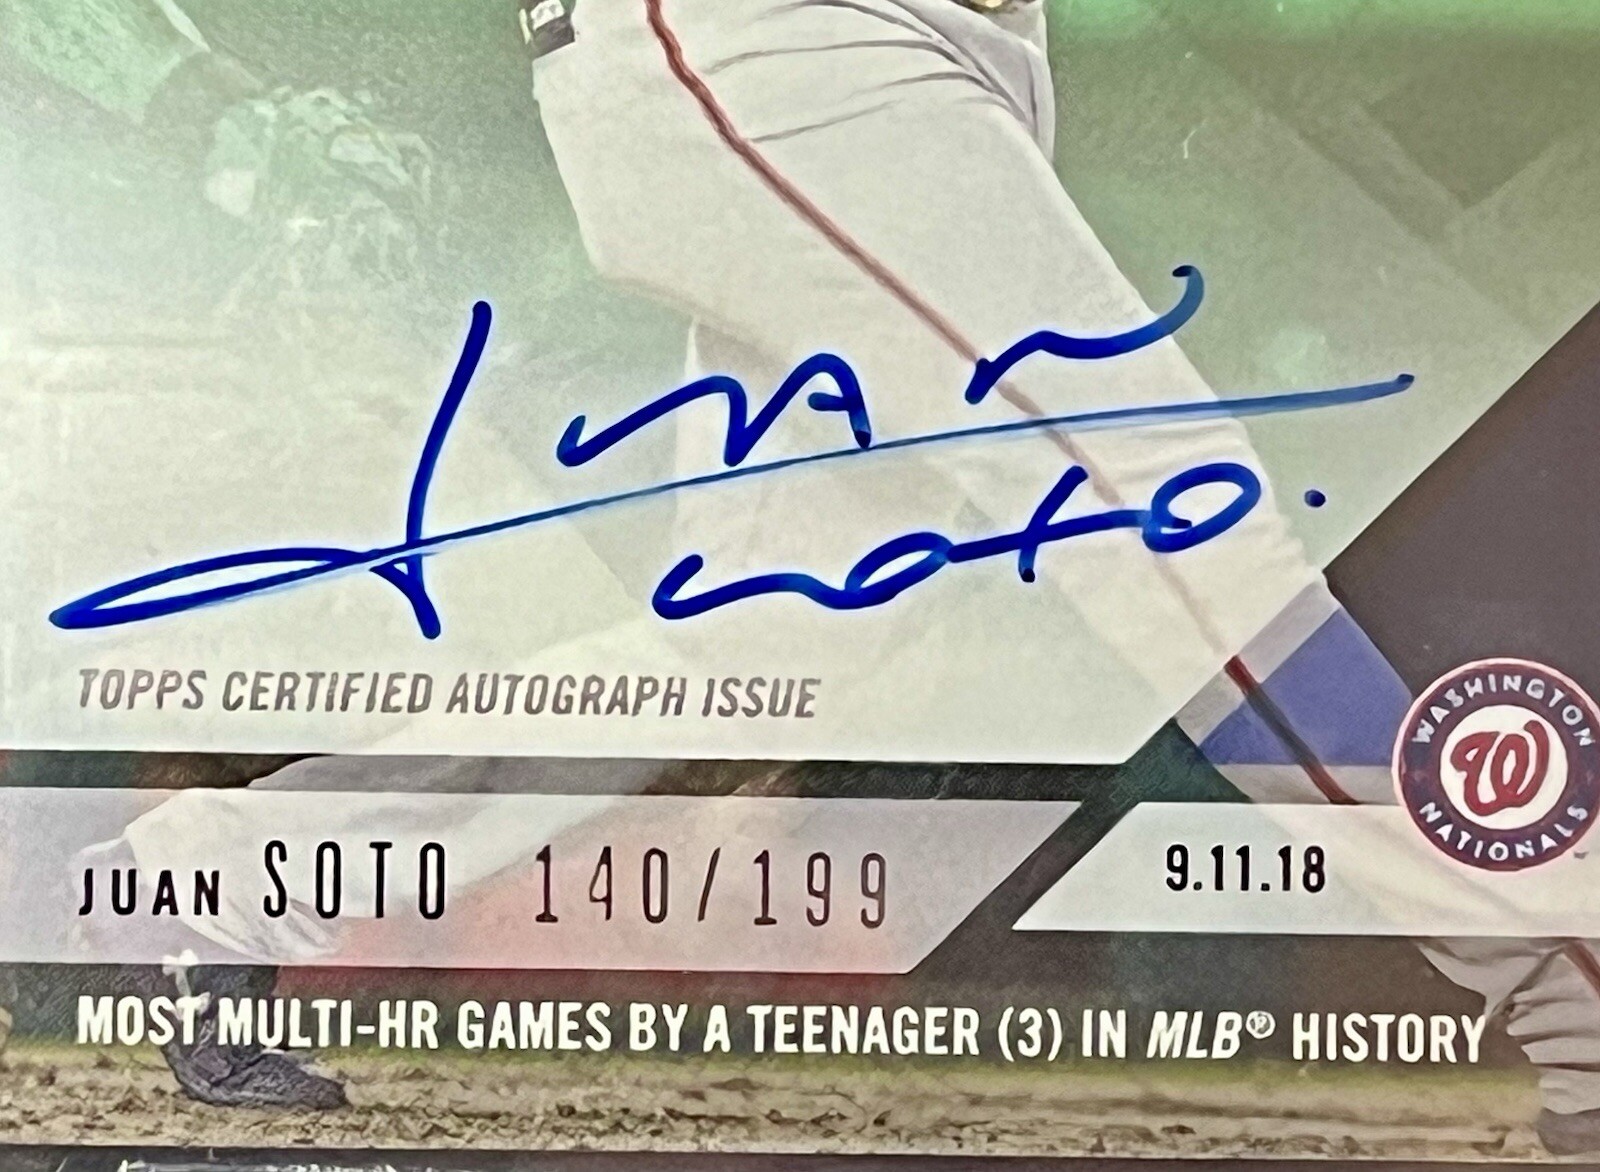 Juan
Soto.
TOPPS CERTIFIED AUTOGRAPH ISSUE
WASHINGTON
W
NATIONALS
JUAN SOTO 140/199
9.11.18
MOST MULTI-HR GAMES BY A TEENAGER (3) IN MLB® HISTORY